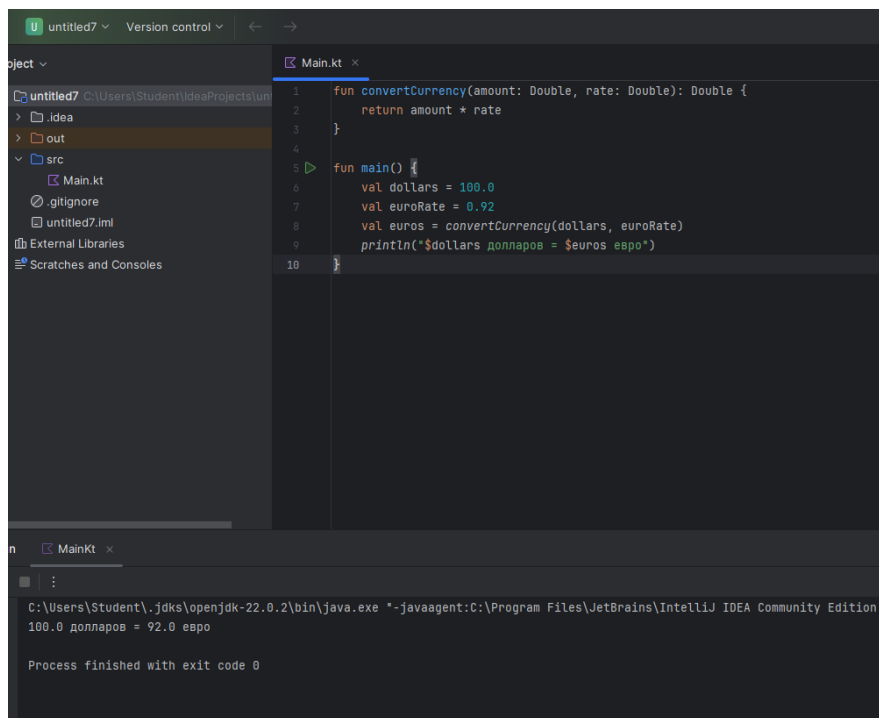 U untitled7 Version control
oject
Main.kt
untitled7 C:\Users\Student\IdeaProjects\un
.idea
out
src
Main.kt
.gitignore
untitled7.iml
External Libraries
Scratches and Consoles
1 fun convertCurrency(amount: Double, rate: Double): Double {
2 return amount * rate
3 }
4
5 fun main() {
6 val dollars = 100.0
7 val euroRate = 0.92
8 val euros = convertCurrency(dollars, euroRate)
9 println("$dollars долларов = $euros евро")
10 }
n MainKt
C:\Users\Student\.jdks\openjdk-22.0.2\bin\java.exe "-javaagent:C:\Program Files\JetBrains\IntelliJ IDEA Community Edition
100.0 долларов = 92.0 евро
Process finished with exit code 0